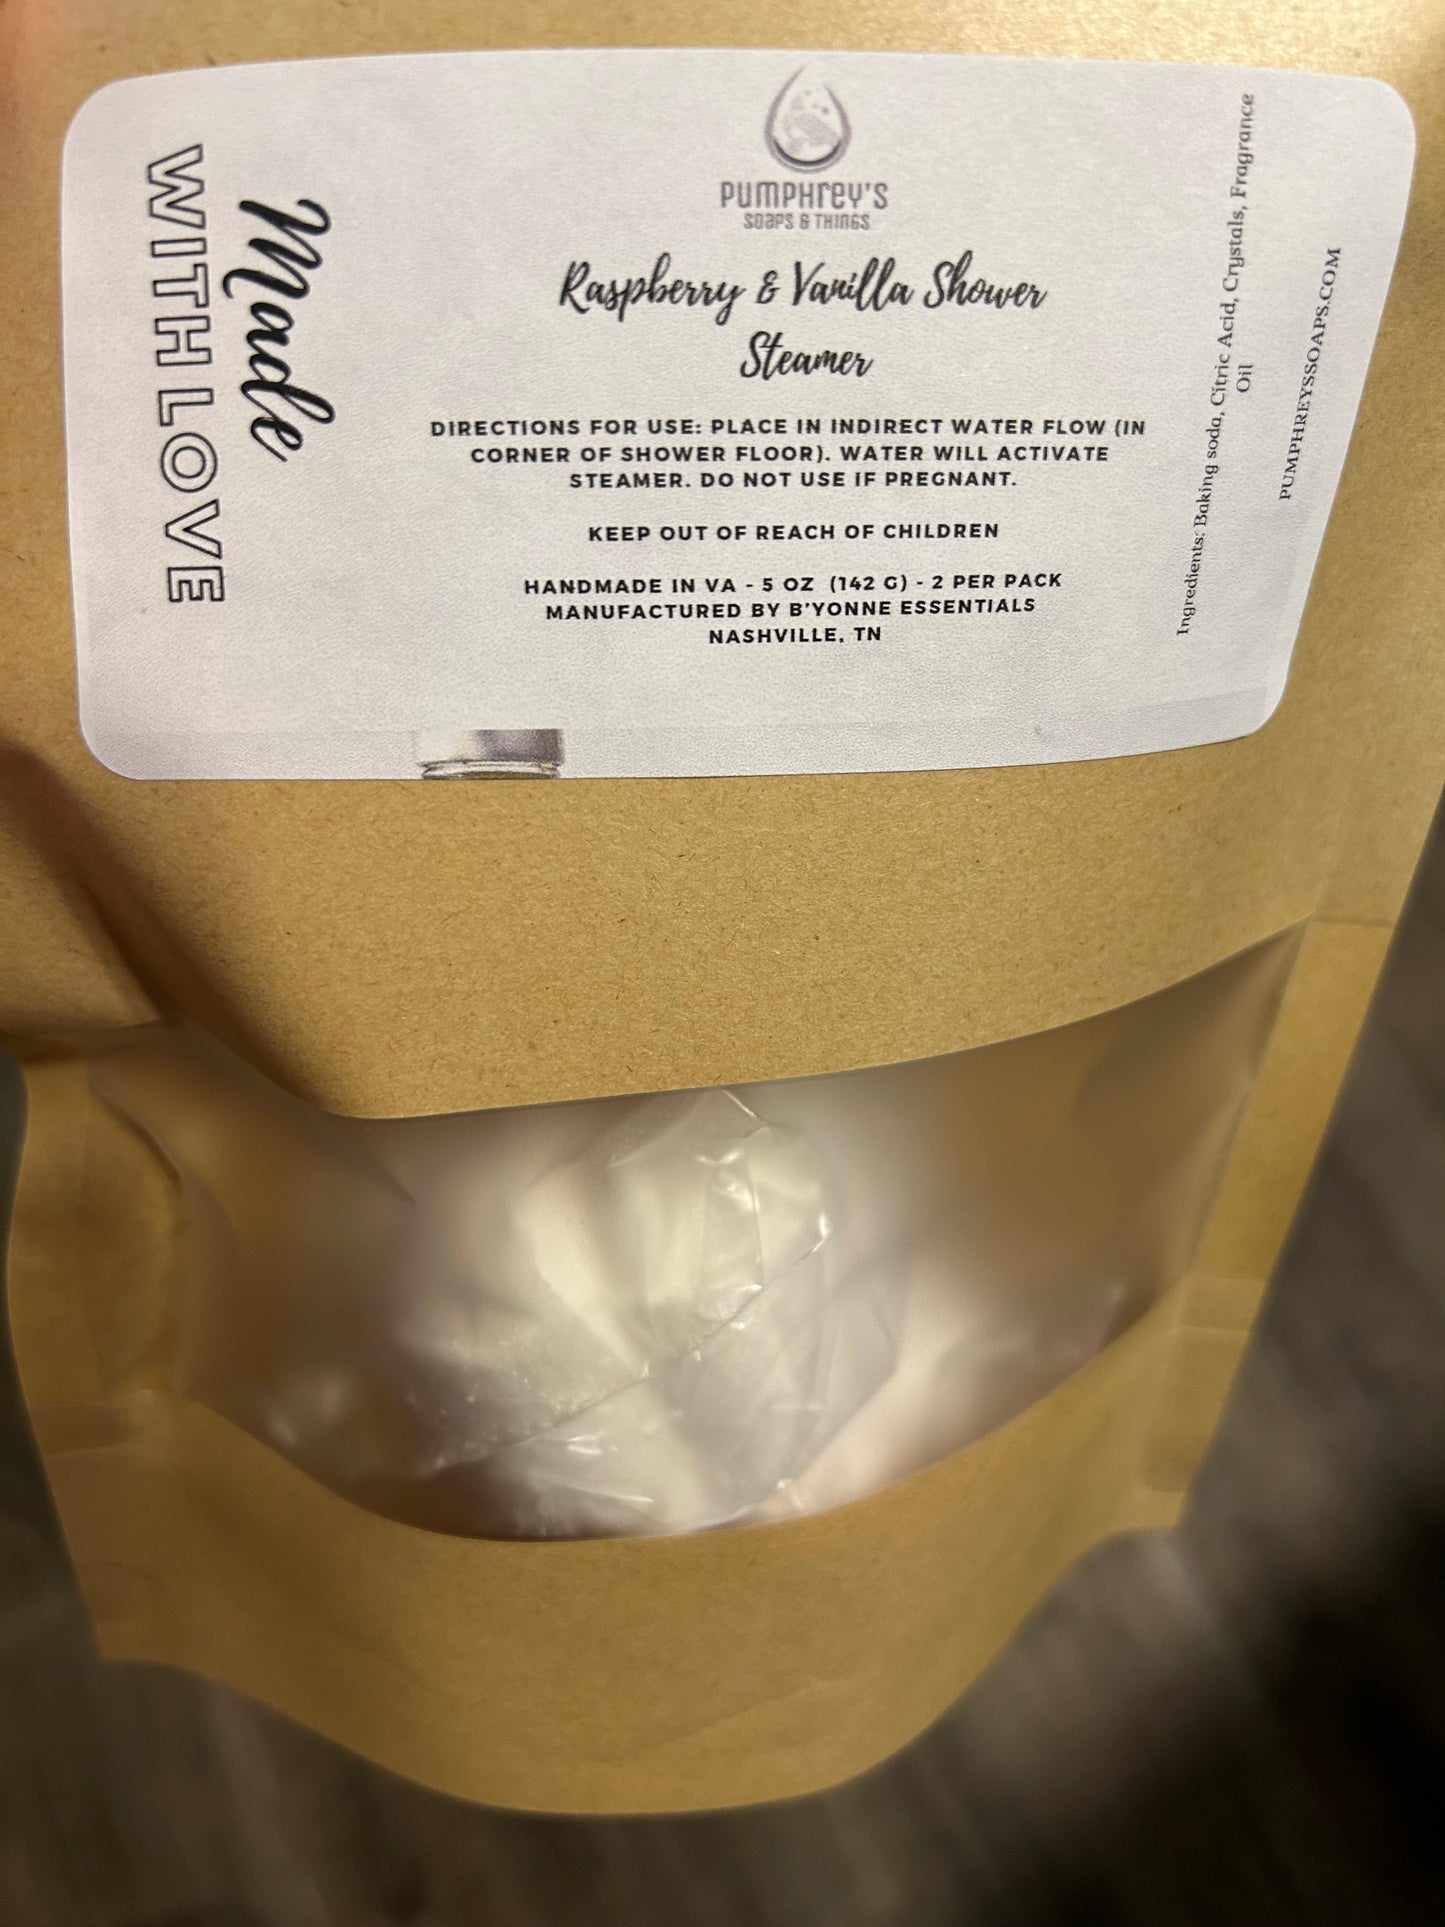 PUMPHREY'S
SOAPS & THINGS
Raspberry & Vanilla Shower
Steamer
DIRECTIONS FOR USE: PLACE IN INDIRECT WATER FLOW (IN
CORNER OF SHOWER FLOOR). WATER WILL ACTIVATE
STEAMER. DO NOT USE IF PREGNANT.
KEEP OUT OF REACH OF CHILDREN
HANDMADE IN VA - 5 OZ (142 G) - 2 PER PACK
MANUFACTURED BY B'YONNE ESSENTIALS
NASHVILLE, TN
Made
WITH LOVE
Ingredients: Baking soda, Citric Acid, Crystals, Fragrance
Oil
PUMPHREYSSOAPS.COM